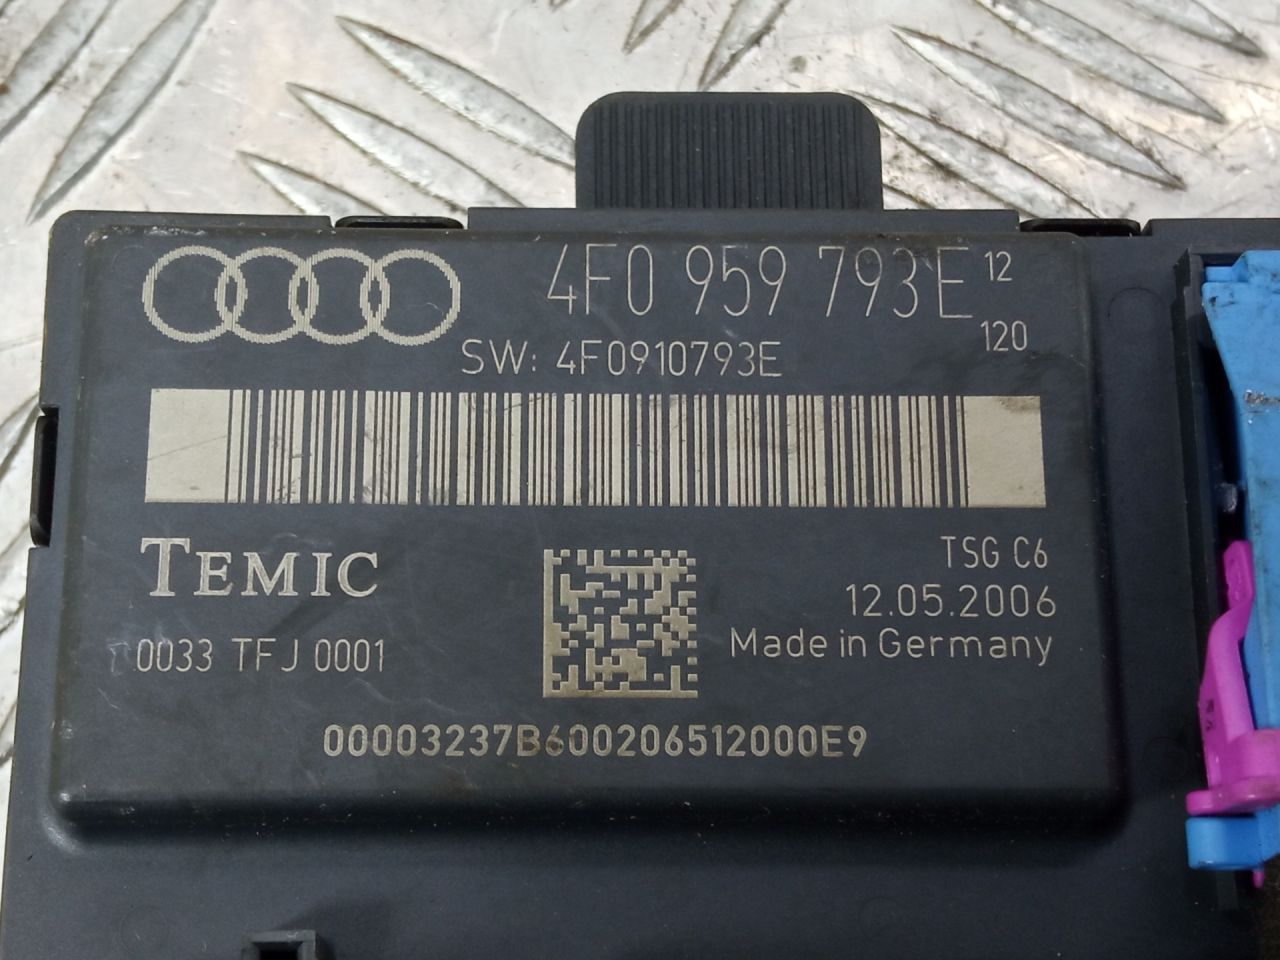 4F0 959 793E 12
120
SW: 4F0910793E
TEMIC
TSG C6
12.05.2006
0033 TFJ 0001
Made in Germany
00003237B600206512000E9